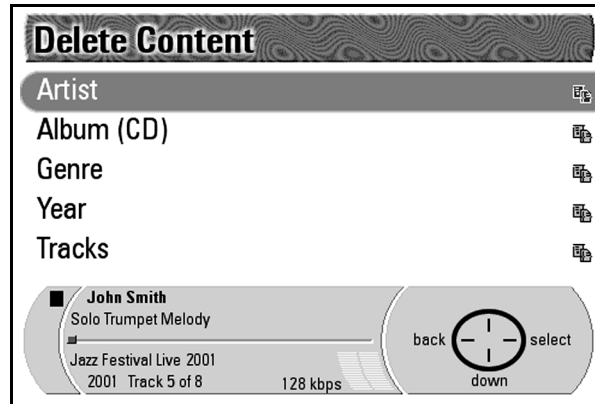 Delete Content
Artist
Album (CD)
Genre
Year
Tracks
John Smith
Solo Trumpet Melody
Jazz Festival Live 2001
2001 Track 5 of 8 128 kbps
back select
down